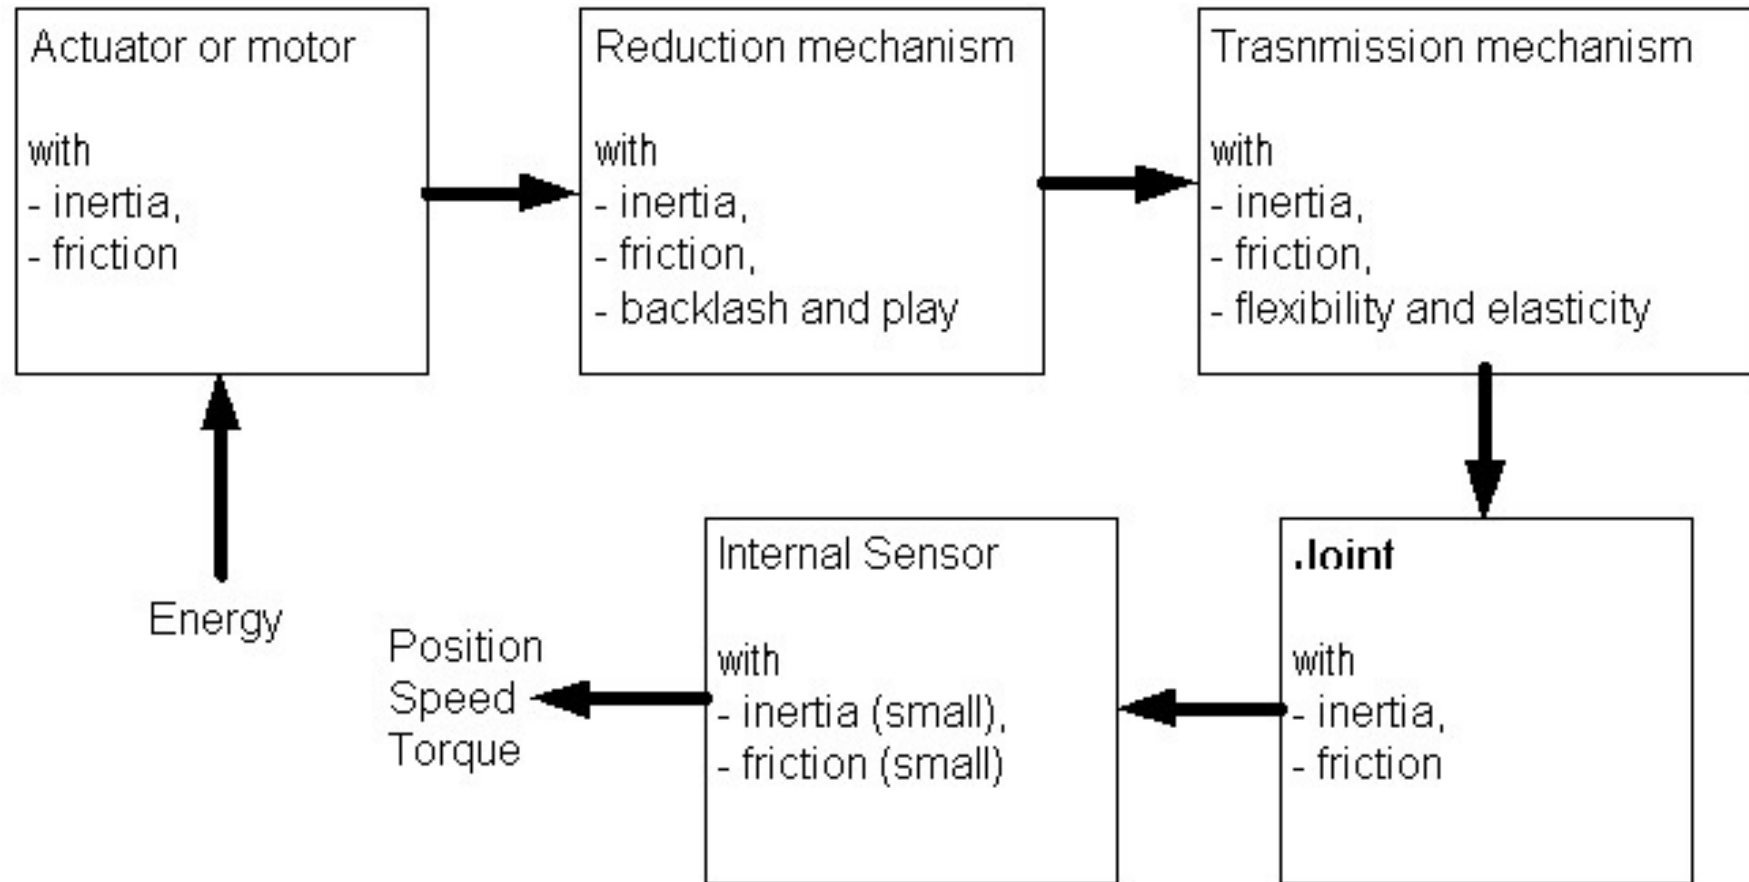 Actuator or motor
with
- inertia,
- friction
Reduction mechanism
with
- inertia,
- friction,
- backlash and play
Trasnmission mechanism
with
- inertia,
- friction,
- flexibility and elasticity
Energy
Position
Speed
Torque
Internal Sensor
with
- inertia (small),
- friction (small)
Joint
with
- inertia,
- friction